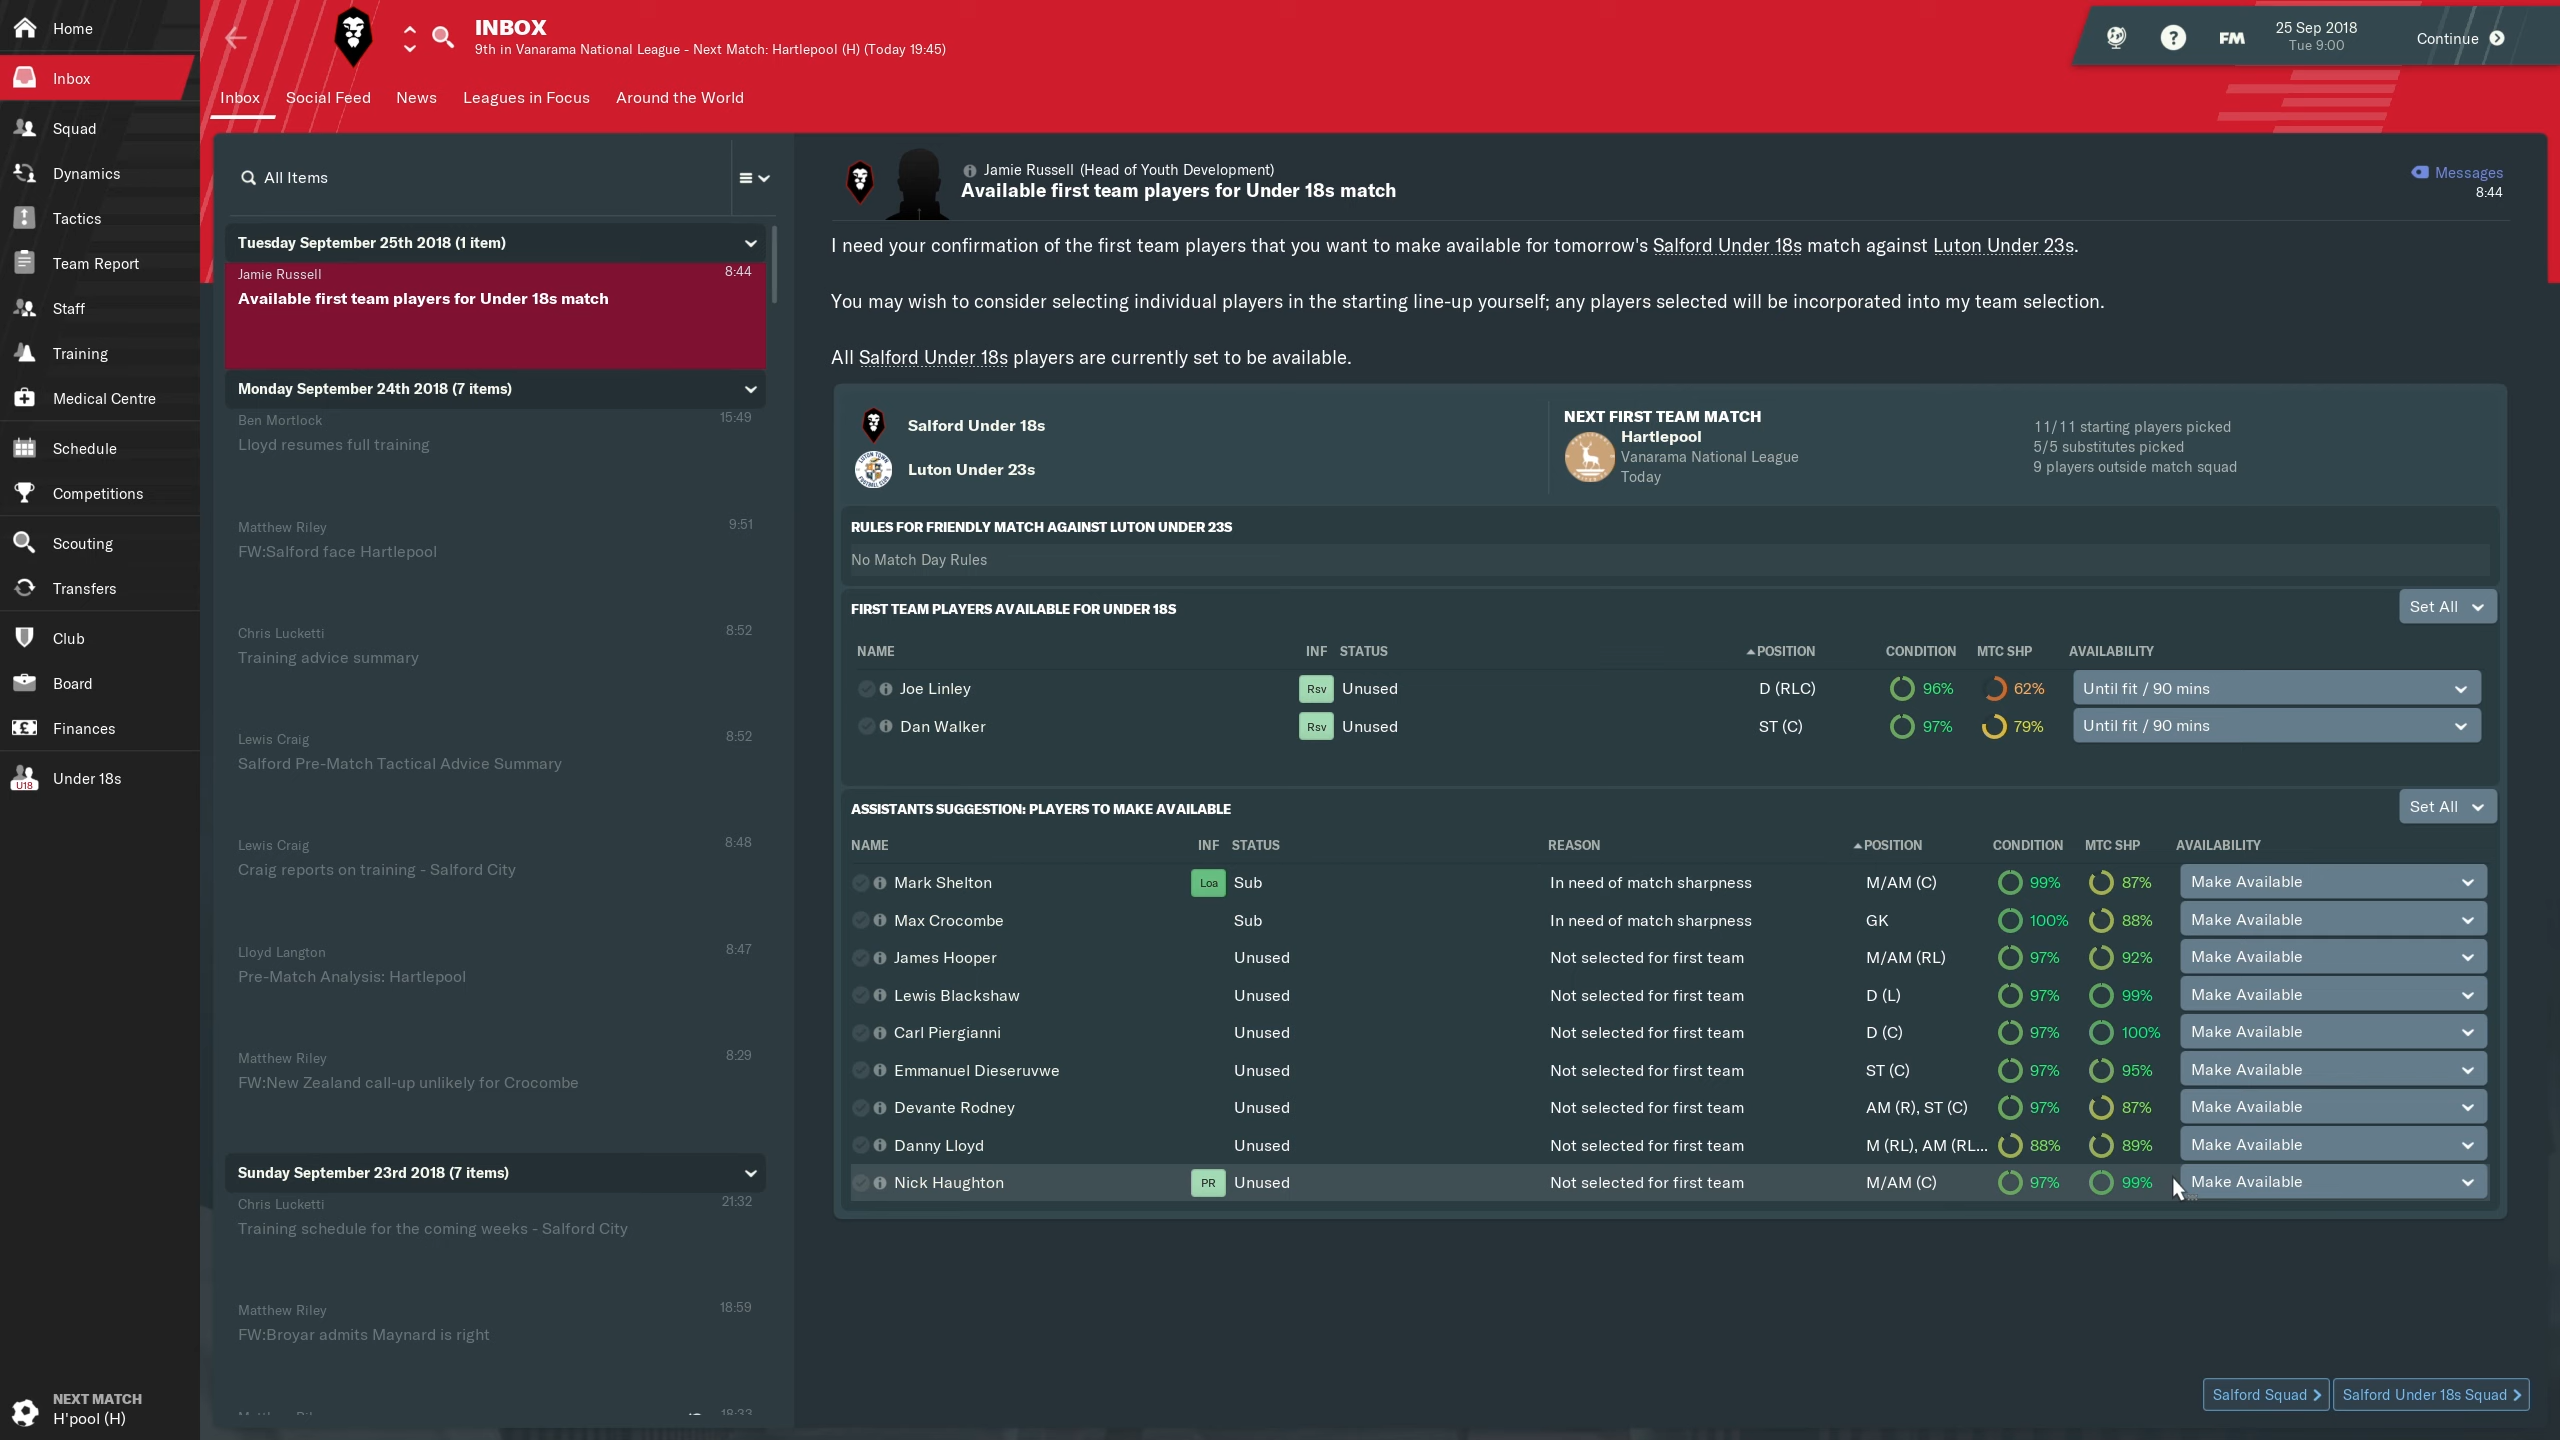 Home
Inbox
Squad
Dynamics
Tactics
Team Report
Staff
Training
Medical Centre
Schedule
Competitions
Scouting
Transfers
Club
Board
Finances
U18
Under 18s
NEXT MATCH
H'pool (H)
INBOX
9th in Vanarama National League - Next Match: Hartlepool (H) (Today 19:45)
FM
25 Sep 2018
Tue 9:00
Continue
Inbox Social Feed News Leagues in Focus Around the World
All Items
Tuesday September 25th 2018 (1 item)
Jamie Russell 8:44
Available first team players for Under 18s match
Monday September 24th 2018 (7 items)
Ben Mortlock 15:49
Lloyd resumes full training
Matthew Riley 9:51
FW:Salford face Hartlepool
Chris Lucketti 8:52
Training advice summary
Lewis Craig 8:52
Salford Pre-Match Tactical Advice Summary
Lewis Craig 8:48
Craig reports on training - Salford City
Lloyd Langton 8:47
Pre-Match Analysis: Hartlepool
Matthew Riley 8:29
FW:New Zealand call-up unlikely for Crocombe
Sunday September 23rd 2018 (7 items)
Chris Lucketti 21:32
Training schedule for the coming weeks - Salford City
Matthew Riley 18:59
FW:Broyar admits Maynard is right
Jamie Russell (Head of Youth Development)
Available first team players for Under 18s match
Messages
8:44
I need your confirmation of the first team players that you want to make available for tomorrow's Salford Under 18s match against Luton Under 23s.
You may wish to consider selecting individual players in the starting line-up yourself; any players selected will be incorporated into my team selection.
All Salford Under 18s players are currently set to be available.
Salford Under 18s
Luton Under 23s
NEXT FIRST TEAM MATCH
Hartlepool
Vanarama National League
Today
11/11 starting players picked
5/5 substitutes picked
9 players outside match squad
RULES FOR FRIENDLY MATCH AGAINST LUTON UNDER 23S
No Match Day Rules
FIRST TEAM PLAYERS AVAILABLE FOR UNDER 18S Set All
NAME INF STATUS POSITION CONDITION MTC SHP AVAILABILITY
Joe Linley Rsv Unused D (RLC) 96% 62% Until fit / 90 mins
Dan Walker Rsv Unused ST (C) 97% 79% Until fit / 90 mins
ASSISTANTS SUGGESTION: PLAYERS TO MAKE AVAILABLE Set All
NAME INF STATUS REASON POSITION CONDITION MTC SHP AVAILABILITY
Mark Shelton Loa Sub In need of match sharpness M/AM (C) 99% 87% Make Available
Max Crocombe Sub In need of match sharpness GK 100% 88% Make Available
James Hooper Unused Not selected for first team M/AM (RL) 97% 92% Make Available
Lewis Blackshaw Unused Not selected for first team D (L) 97% 99% Make Available
Carl Piergianni Unused Not selected for first team D (C) 97% 100% Make Available
Emmanuel Dieseruvwe Unused Not selected for first team ST (C) 97% 95% Make Available
Devante Rodney Unused Not selected for first team AM (R), ST (C) 97% 87% Make Available
Danny Lloyd Unused Not selected for first team M (RL), AM (RL... 88% 89% Make Available
Nick Haughton PR Unused Not selected for first team M/AM (C) 97% 99% Make Available
Salford Squad
Salford Under 18s Squad